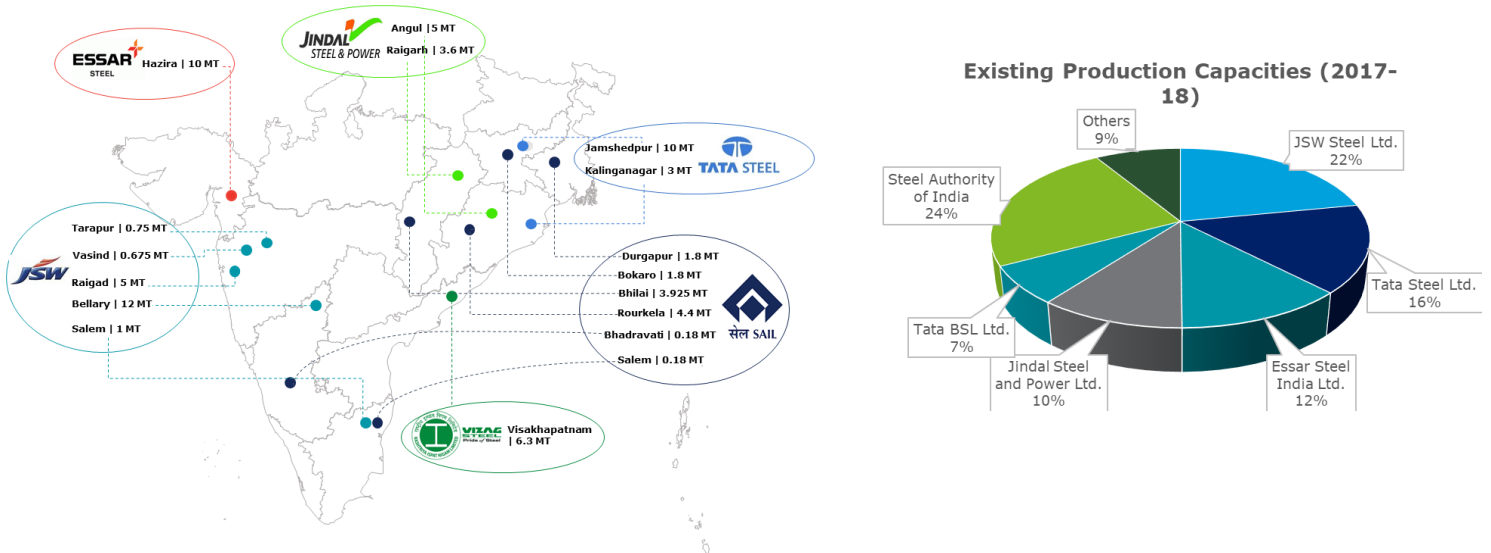 ESSAR
STEEL
Hazira | 10 MT
JINDAL
STEEL & POWER
Angul |5 MT
Raigarh | 3.6 MT
Jamshedpur | 10 MT
Kalinganagar | 3 MT
TATA STEEL
JSW
Tarapur | 0.75 MT
Vasind | 0.675 MT
Raigad | 5 MT
Bellary | 12 MT
Salem | 1 MT
Durgapur | 1.8 MT
Bokaro | 1.8 MT
Bhilai | 3.925 MT
Rourkela | 4.4 MT
Bhadravati | 0.18 MT
Salem | 0.18 MT
सेल SAIL
VIZAG
STEEL
Pride of Steel
Visakhapatnam
| 6.3 MT
Existing Production Capacities (2017-
18)
Others
9%
JSW Steel Ltd.
22%
Steel Authority
of India
24%
Tata Steel Ltd.
16%
Tata BSL Ltd.
7%
Jindal Steel
and Power Ltd.
10%
Essar Steel
India Ltd.
12%